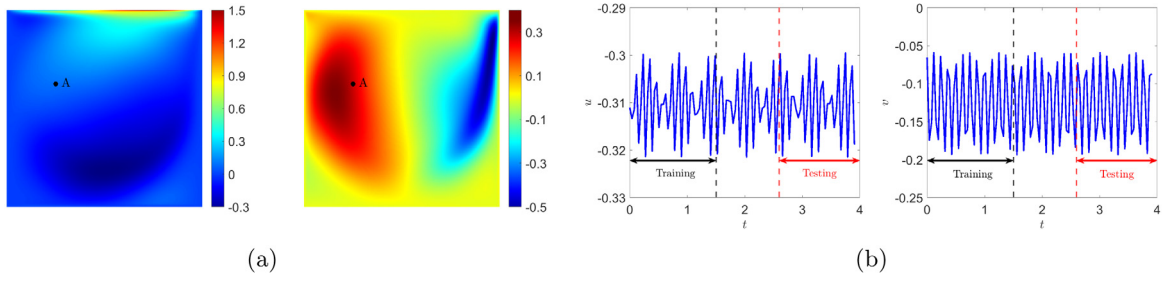 A
1.5
1.2
0.9
0.6
0.3
0
-0.3
A
0.3
0.1
-0.1
-0.3
-0.5
(a)
-0.29
-0.3
-0.31
-0.32
-0.33
u
Training
Testing
0 1 2 3 4
t
0
-0.05
-0.1
-0.15
-0.2
-0.25
v
Training
Testing
0 1 2 3 4
t
(b)